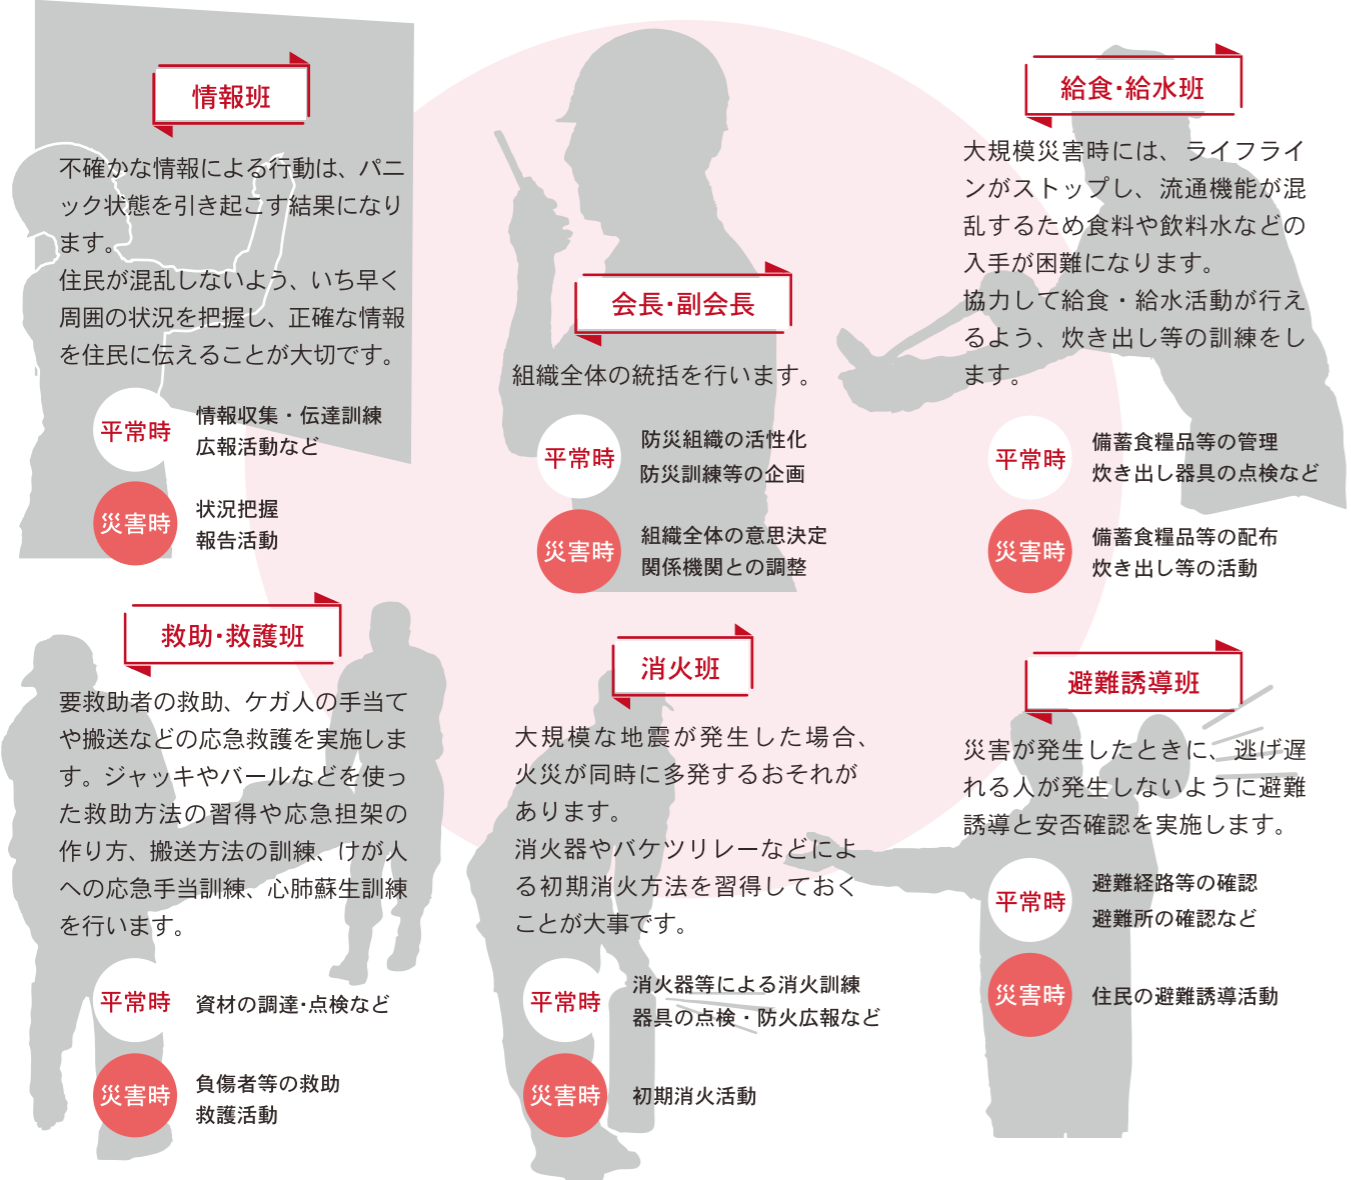 情報班
不確かな情報による行動は、パニ
ック状態を引き起こす結果になり
ます。
住民が混乱しないよう、いち早く
周囲の状況を把握し、正確な情報
を住民に伝えることが大切です。
平常時
情報収集・伝達訓練
広報活動など
災害時
状況把握
報告活動
会長・副会長
組織全体の統括を行います。
平常時
防災組織の活性化
防災訓練等の企画
災害時
組織全体の意思決定
関係機関との調整
給食・給水班
大規模災害時には、ライフライ
ンがストップし、流通機能が混
乱するため食料や飲料水などの
入手が困難になります。
協力して給食・給水活動が行え
るよう、炊き出し等の訓練をし
ます。
平常時
備蓄食糧品等の管理
炊き出し器具の点検など
災害時
備蓄食糧品等の配布
炊き出し等の活動
救助・救護班
要救助者の救助、ケガ人の手当て
や搬送などの応急救護を実施しま
す。ジャッキやバールなどを使っ
た救助方法の習得や応急担架の
作り方、搬送方法の訓練、けが人
への応急手当訓練、心肺蘇生訓練
を行います。
平常時
資材の調達・点検など
災害時
負傷者等の救助
救護活動
消火班
大規模な地震が発生した場合、
火災が同時に多発するおそれが
あります。
消火器やバケツリレーなどによ
る初期消火方法を習得しておく
ことが大事です。
平常時
消火器等による消火訓練
器具の点検・防火広報など
災害時
初期消火活動
避難誘導班
災害が発生したときに、逃げ遅
れる人が発生しないように避難
誘導と安否確認を実施します。
平常時
避難経路等の確認
避難所の確認など
災害時
住民の避難誘導活動